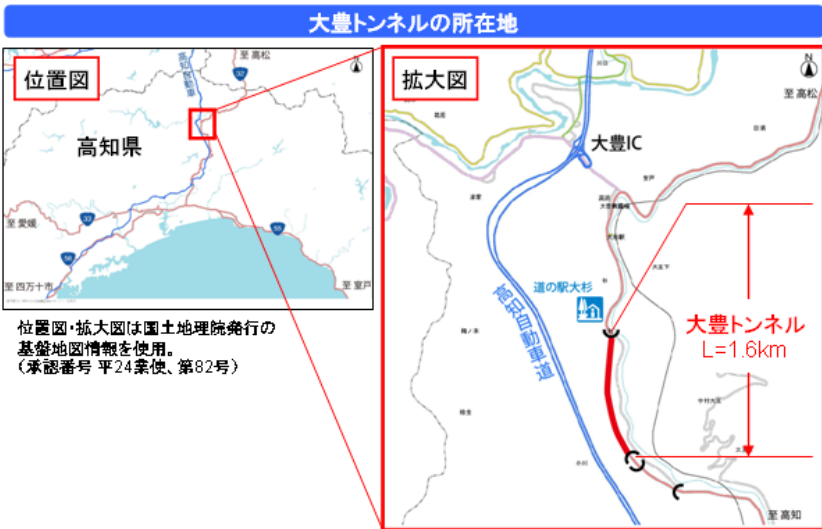 大豊トンネルの所在地
位置図
至 高松
高知自動車
32
高知県
至 愛媛
33
55
56
至 四万十市
至 室戸
位置図・拡大図は国土地理院発行の
基盤地図情報を使用。
(承認番号 平24業使、第82号)
拡大図
N
至 高松
大豊IC
道の駅大杉
高知自動車道
大豊トンネル
L=1.6km
至 高知